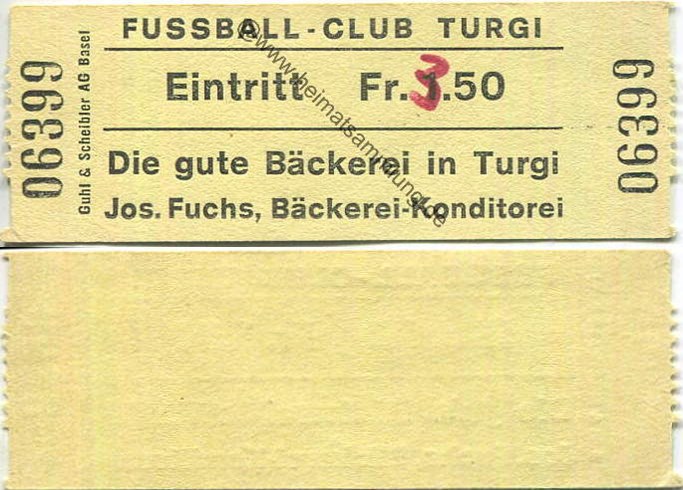 FUSSBALL-CLUB TURGI
Eintritt Fr. 3.50
Die gute Bäckerei in Turgi
Jos. Fuchs, Bäckerei-Konditorei
06399
Guhl & Scheibler AG Basel
06399
©www.heimatsammlung.de